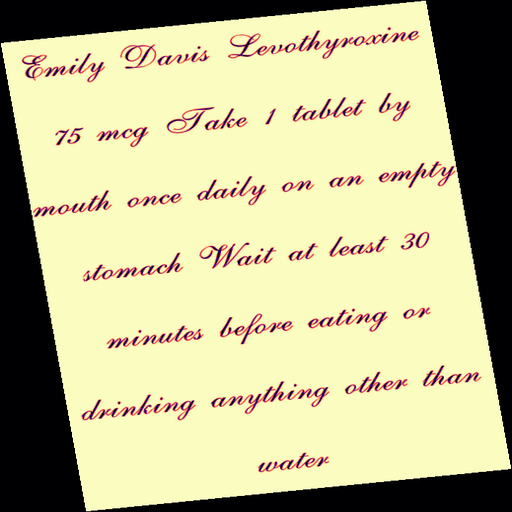 Emily Davis Levothyroxine
75 mcg Take 1 tablet by
mouth once daily on an empty
stomach Wait at least 30
minutes before eating or
drinking anything other than
water